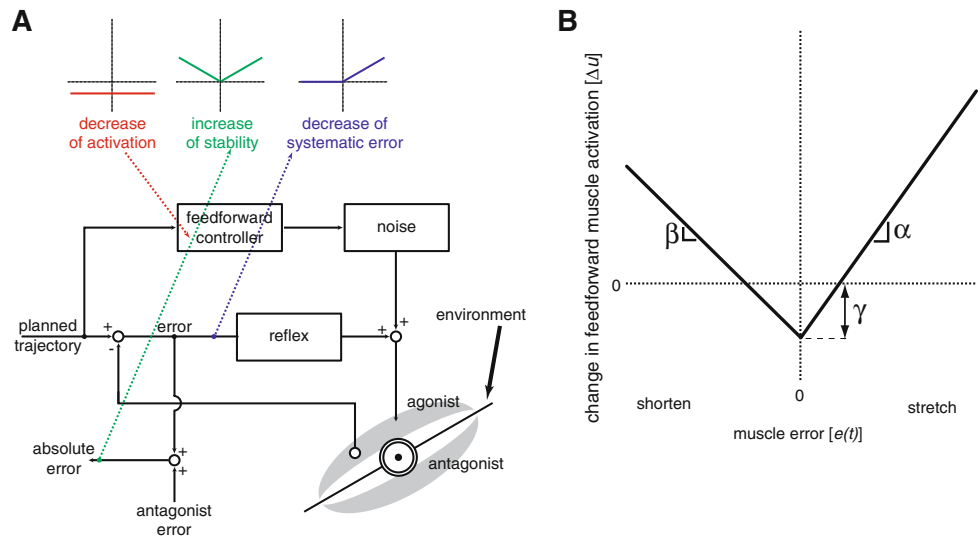 A
decrease
of activation
increase
of stability
decrease of
systematic error
feedforward
controller
noise
planned
trajectory
+
-
error
reflex
+
+
environment
agonist
antagonist
absolute
error
+
+
antagonist
error
B
change in feedforward muscle activation [Δu]
β
α
0
γ
0
shorten
stretch
muscle error [e(t)]